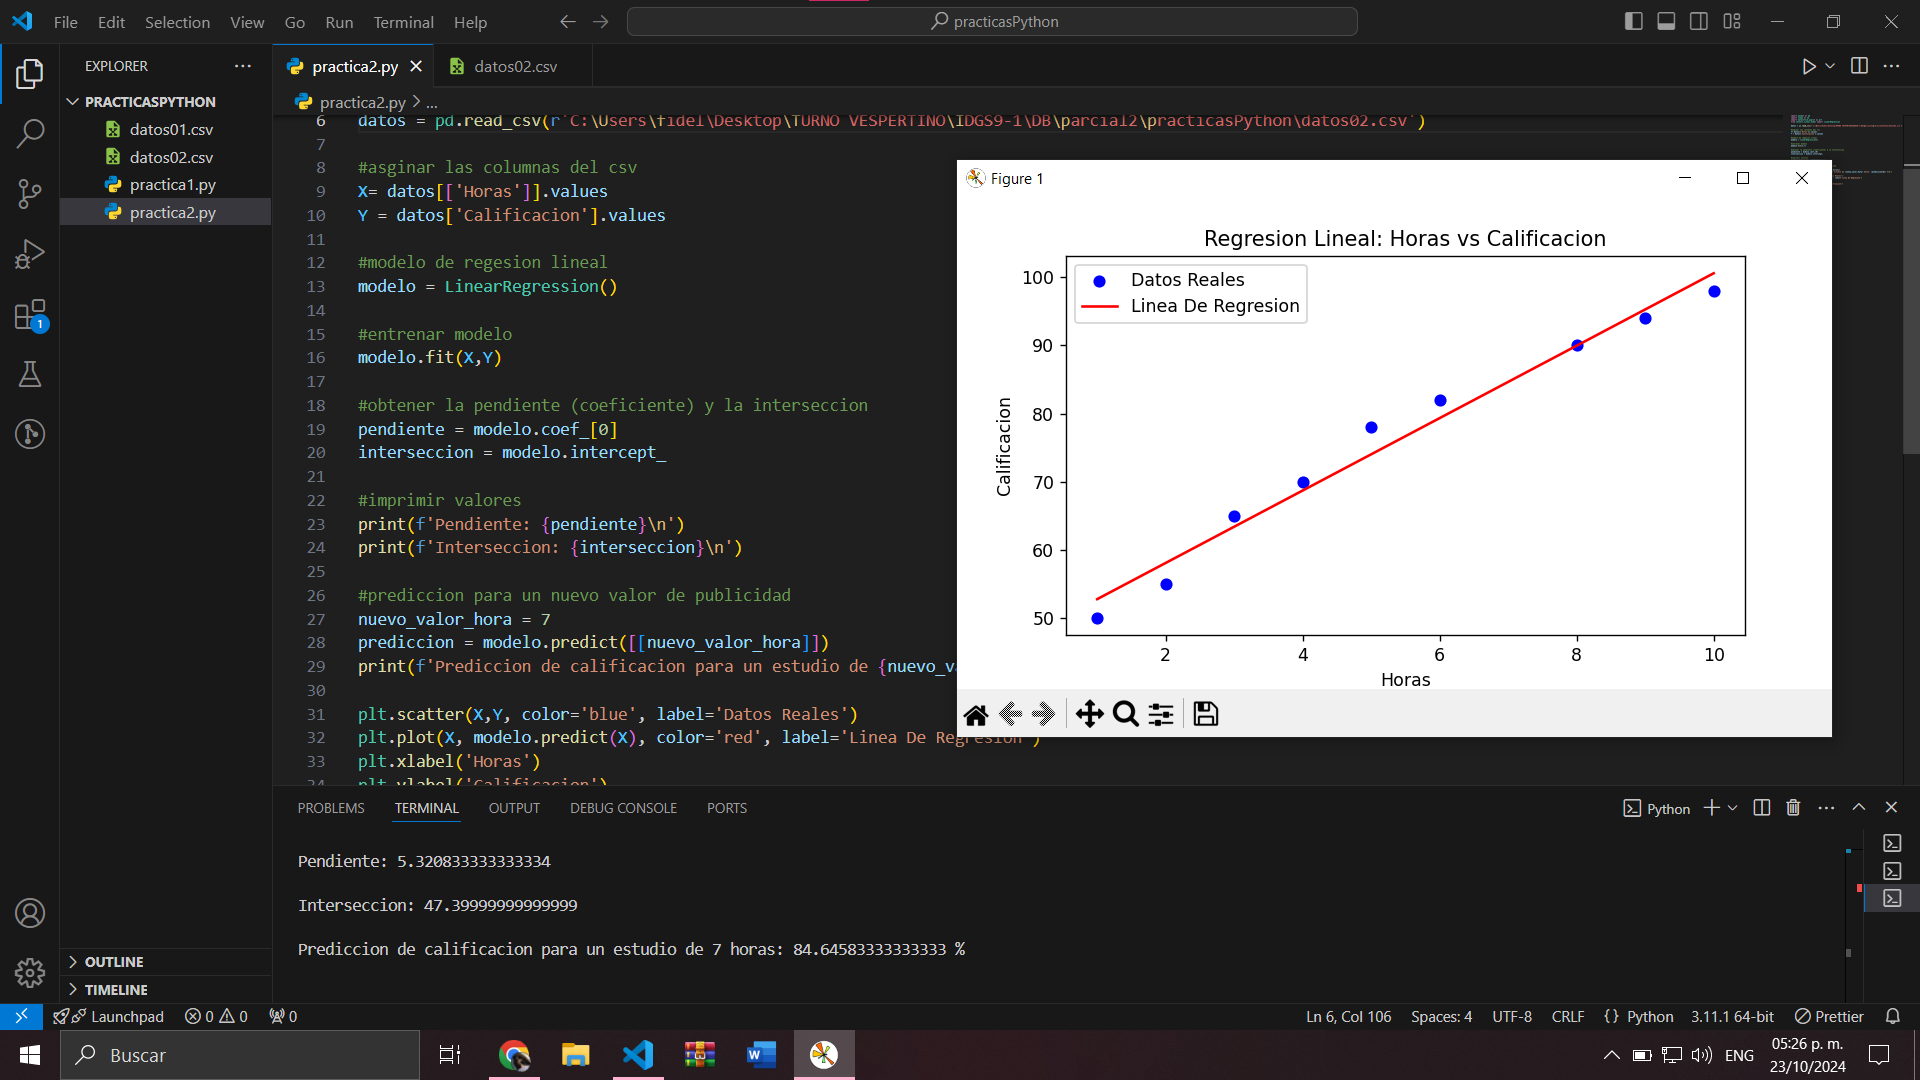 File Edit Selection View Go Run Terminal Help
practicasPython
EXPLORER
PRACTICASPYTHON
datos01.csv
datos02.csv
practica1.py
practica2.py
OUTLINE
TIMELINE
practica2.py
datos02.csv
practica2.py > ...
6 datos = pd.read_csv(r'C:\Users\fidel\Desktop\TURNO VESPERTINO\IDGS9-1\DB\parcial2\practicasPython\datos02.csv')
7
8 #asginar las columnas del csv
9 X= datos[['Horas']].values
10 Y = datos['Calificacion'].values
11
12 #modelo de regesion lineal
13 modelo = LinearRegression()
14
15 #entrenar modelo
16 modelo.fit(X,Y)
17
18 #obtener la pendiente (coeficiente) y la interseccion
19 pendiente = modelo.coef_[0]
20 interseccion = modelo.intercept_
21
22 #imprimir valores
23 print(f'Pendiente: {pendiente}\n')
24 print(f'Interseccion: {interseccion}\n')
25
26 #prediccion para un nuevo valor de publicidad
27 nuevo_valor_hora = 7
28 prediccion = modelo.predict([[nuevo_valor_hora]])
29 print(f'Prediccion de calificacion para un estudio de {nuevo_va
30
31 plt.scatter(X,Y, color='blue', label='Datos Reales')
32 plt.plot(X, modelo.predict(X), color='red', label='Linea De Regresion')
33 plt.xlabel('Horas')
34 plt.ylabel('Calificacion')
Figure 1
Regresion Lineal: Horas vs Calificacion
Datos Reales
Linea De Regresion
Calificacion
100
90
80
70
60
50
2 4 6 8 10
Horas
PROBLEMS TERMINAL OUTPUT DEBUG CONSOLE PORTS
Python
Pendiente: 5.320833333333334
Interseccion: 47.39999999999999
Prediccion de calificacion para un estudio de 7 horas: 84.64583333333333 %
1
Launchpad 0 0 0
Ln 6, Col 106 Spaces: 4 UTF-8 CRLF {} Python 3.11.1 64-bit Prettier
Buscar
ENG
05:26 p. m.
23/10/2024